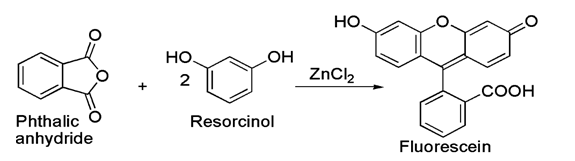 O
O
O
Phthalic
anhydride
+
2
HO
OH
Resorcinol
ZnCl2
HO
O
O
COOH
Fluorescein